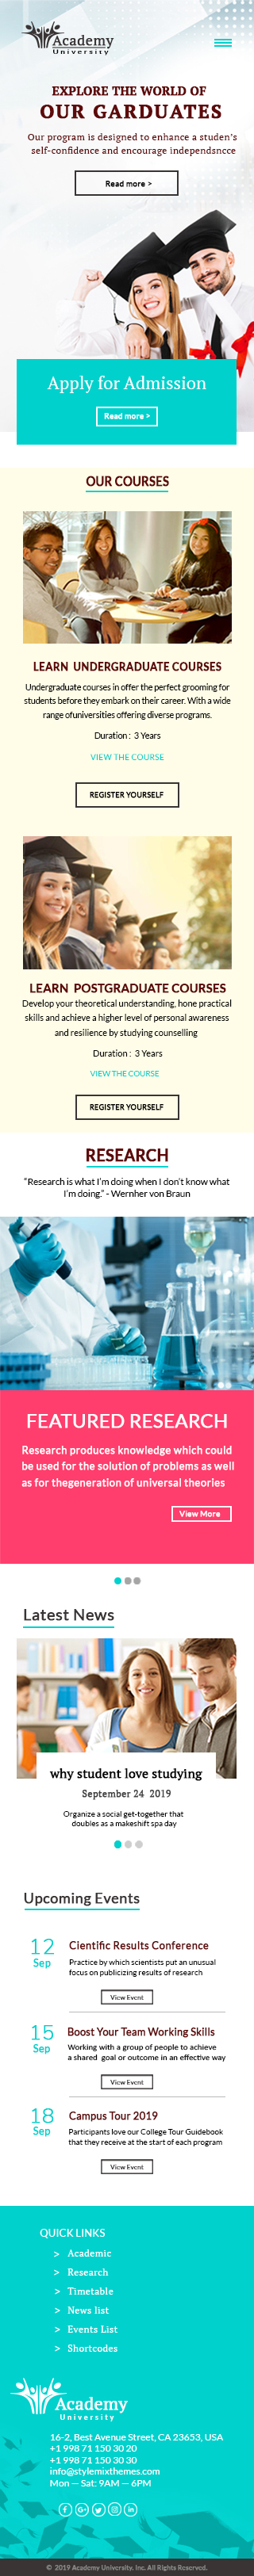 Academy
University
EXPLORE THE WORLD OF
OUR GARDUATES
Our program is designed to enhance a studen's
self-confidence and encourage independsncce
Read more >
Apply for Admission
Read more >
OUR COURSES
LEARN UNDERGRADUATE COURSES
Undergraduate courses in offer the perfect grooming for
students before they embark on their career. With a wide
range ofuniversities offering diverse programs.
Duration : 3 Years
VIEW THE COURSE
REGISTER YOURSELF
LEARN POSTGRADUATE COURSES
Develop your theoretical understanding, hone practical
skills and achieve a higher level of personal awareness
and resilience by studying counselling
Duration : 3 Years
VIEW THE COURSE
REGISTER YOURSELF
RESEARCH
“Research is what I’m doing when I don’t know what
I’m doing.” - Wernher von Braun
FEATURED RESEARCH
Research produces knowledge which could
be used for the solution of problems as well
as for thegeneration of universal theories
View More
Latest News
why student love studying
September 24 2019
Organize a social get-together that
doubles as a makeshift spa day
Upcoming Events
12 Cientific Results Conference
Sep Practice by which scientists put an unusual
focus on publicizing results of research
View Event
15 Boost Your Team Working Skills
Sep Working with a group of people to achieve
a shared goal or outcome in an effective way
View Event
18 Campus Tour 2019
Sep Participants love our College Tour Guidebook
that they receive at the start of each program
View Event
QUICK LINKS
> Academic
> Research
> Timetable
> News list
> Events List
> Shortcodes
Academy
University
16-2, Best Avenue Street, CA 23653, USA
+1 998 71 150 30 20
+1 998 71 150 30 30
info@stylemixthemes.com
Mon — Sat: 9AM — 6PM
© 2019 Academy University, Inc. All Rights Reserved.